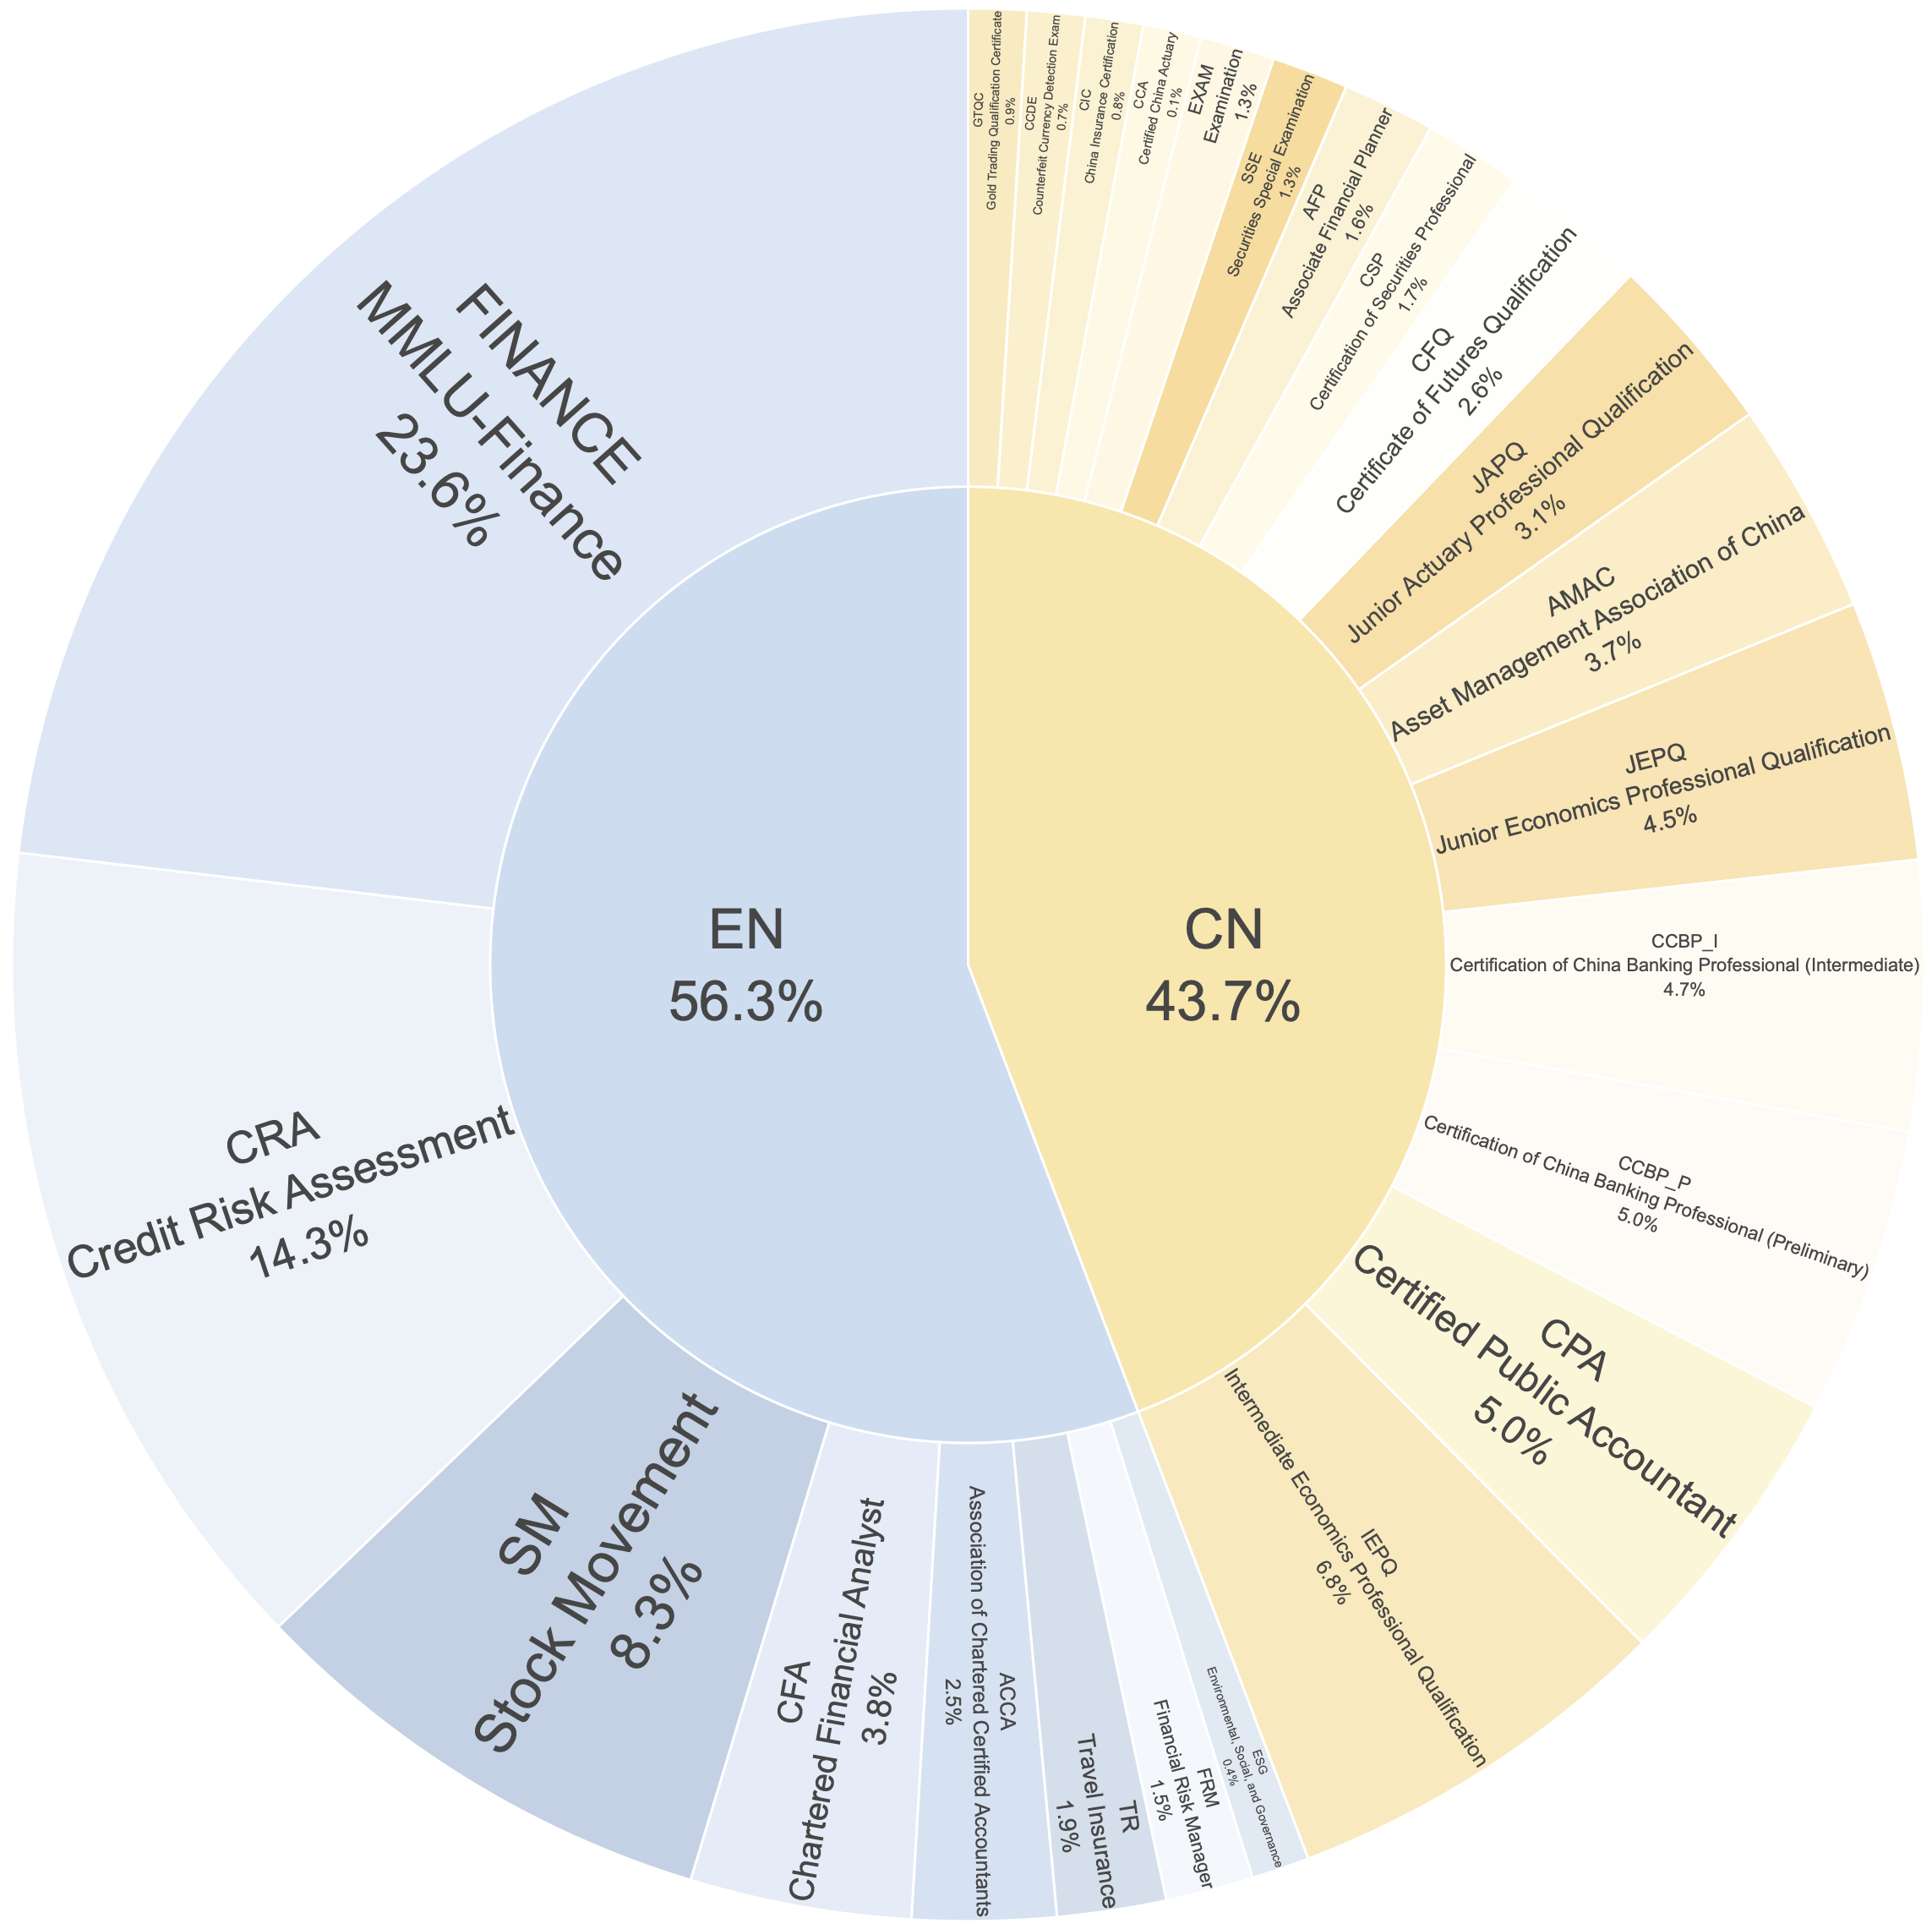 EN
56.3%
CN
43.7%
GTQC
Gold Trading Qualification Certificate
0.9%
CCDE
Counterfeit Currency Detection Exam
0.7%
CIC
China Insurance Certification
0.8%
CCA
Certified China Actuary
0.1%
EXAM
Examination
1.3%
SSE
Securities Special Examination
1.3%
AFP
Associate Financial Planner
1.6%
CSP
Certification of Securities Professional
1.7%
CFQ
Certificate of Futures Qualification
2.6%
JAPQ
Junior Actuary Professional Qualification
3.1%
AMAC
Asset Management Association of China
3.7%
JEPQ
Junior Economics Professional Qualification
4.5%
CCBP_I
Certification of China Banking Professional (Intermediate)
4.7%
CCBP_P
Certification of China Banking Professional (Preliminary)
5.0%
CPA
Certified Public Accountant
5.0%
IEPQ
Intermediate Economics Professional Qualification
6.8%
ESG
Environmental, Social, and Governance
0.4%
FRM
Financial Risk Manager
1.5%
TR
Travel Insurance
1.9%
ACCA
Association of Chartered Certified Accountants
2.5%
CFA
Chartered Financial Analyst
3.8%
SM
Stock Movement
8.3%
CRA
Credit Risk Assessment
14.3%
FINANCE
MMLU-Finance
23.6%